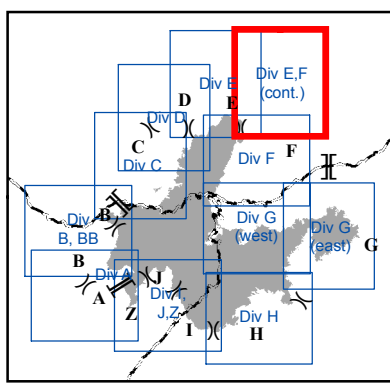 Div E
Div E,F
(cont.)
D
E
Div D
C
Div C
Div F
F
Div
B, BB
B
Div G
(west)
Div G
(east)
G
B
Div A
A
J
Z
Div I,
J,Z
I
Div H
H